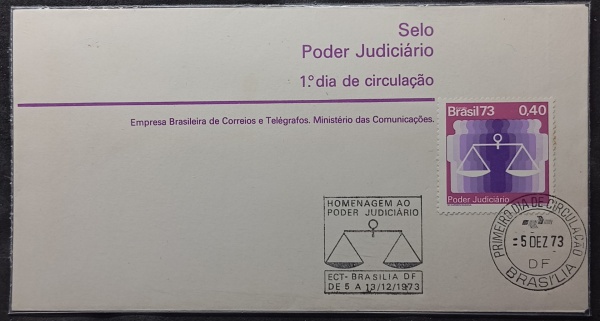 Selo
Poder Judiciário
1.º dia de circulação
Empresa Brasileira de Correios e Telégrafos. Ministério das Comunicações.
Brasil 73 0,40
Poder Judiciário
HOMENAGEM AO
PODER JUDICIÁRIO
ECT - BRASILIA DF
DE 5 A 13/12/1973
PRIMEIRO DIA DE CIRCULAÇÃO
-5 DEZ 73
DF
BRASÍLIA